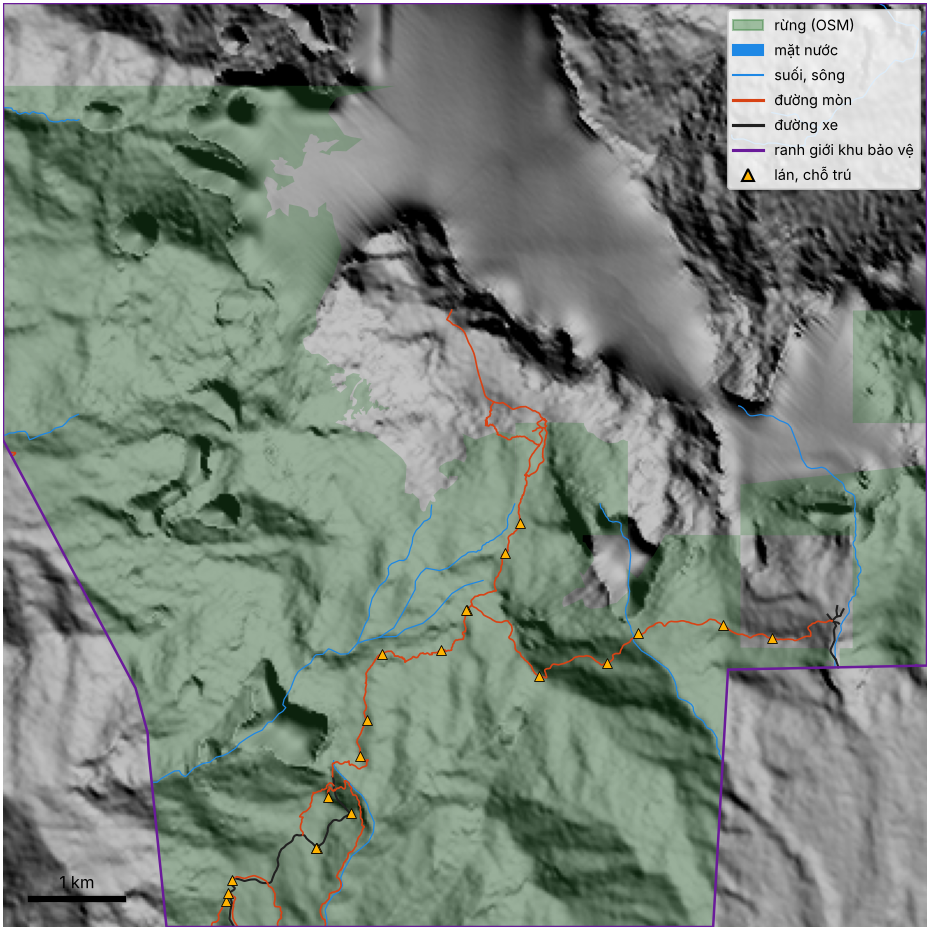 rừng (OSM)
mặt nước
suối, sông
đường mòn
đường xe
ranh giới khu bảo vệ
lán, chỗ trú
1 km